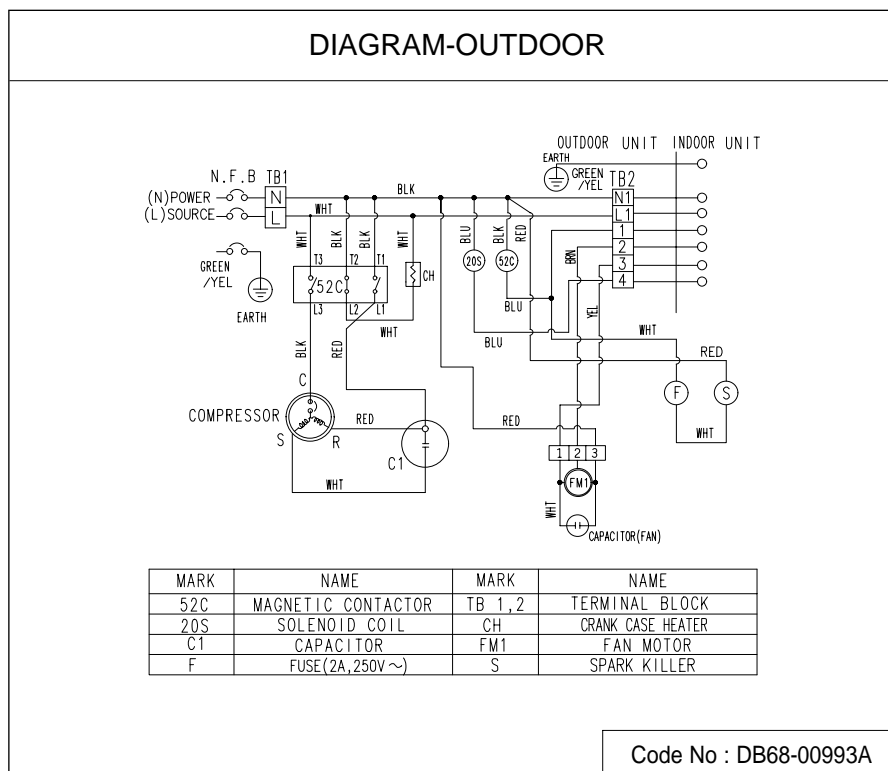 DIAGRAM-OUTDOOR
OUTDOOR UNIT INDOOR UNIT
EARTH
GREEN /YEL
TB2
N.F.B TB1
(N)POWER
N
BLK
N1
(L)SOURCE
L
WHT
L1
1
2
3
4
WHT
BLK
BLK
WHT
BLU
BLK
RED
BRN
YEL
GREEN
/YEL
EARTH
T3
T2
T1
52C
L3
L2
L1
CH
WHT
20S
52C
BLU
BLU
WHT
RED
BLK
RED
F
S
WHT
C
COMPRESSOR
S
R
RED
C1
WHT
RED
1 2 3
FM1
WHT
CAPACITOR(FAN)
MARK NAME MARK NAME
52C MAGNETIC CONTACTOR TB 1,2 TERMINAL BLOCK
20S SOLENOID COIL CH CRANK CASE HEATER
C1 CAPACITOR FM1 FAN MOTOR
F FUSE(2A,250V∼) S SPARK KILLER
Code No : DB68-00993A